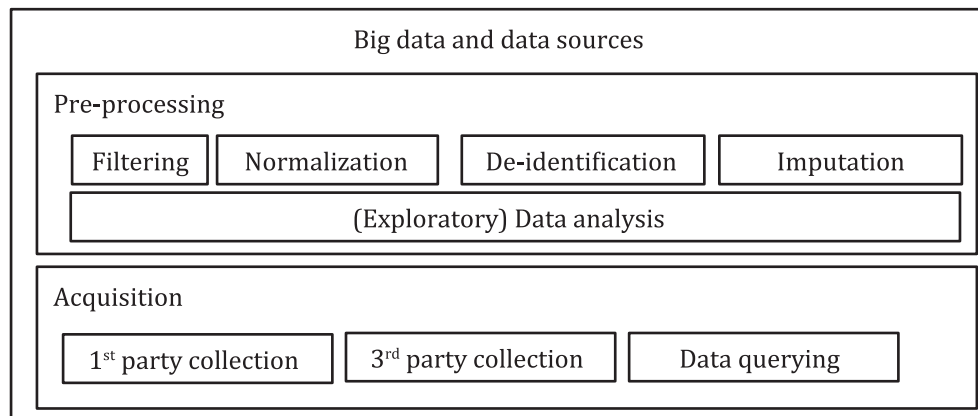 Big data and data sources
Pre-processing
Filtering
Normalization
De-identification
Imputation
(Exploratory) Data analysis
Acquisition
1st party collection
3rd party collection
Data querying